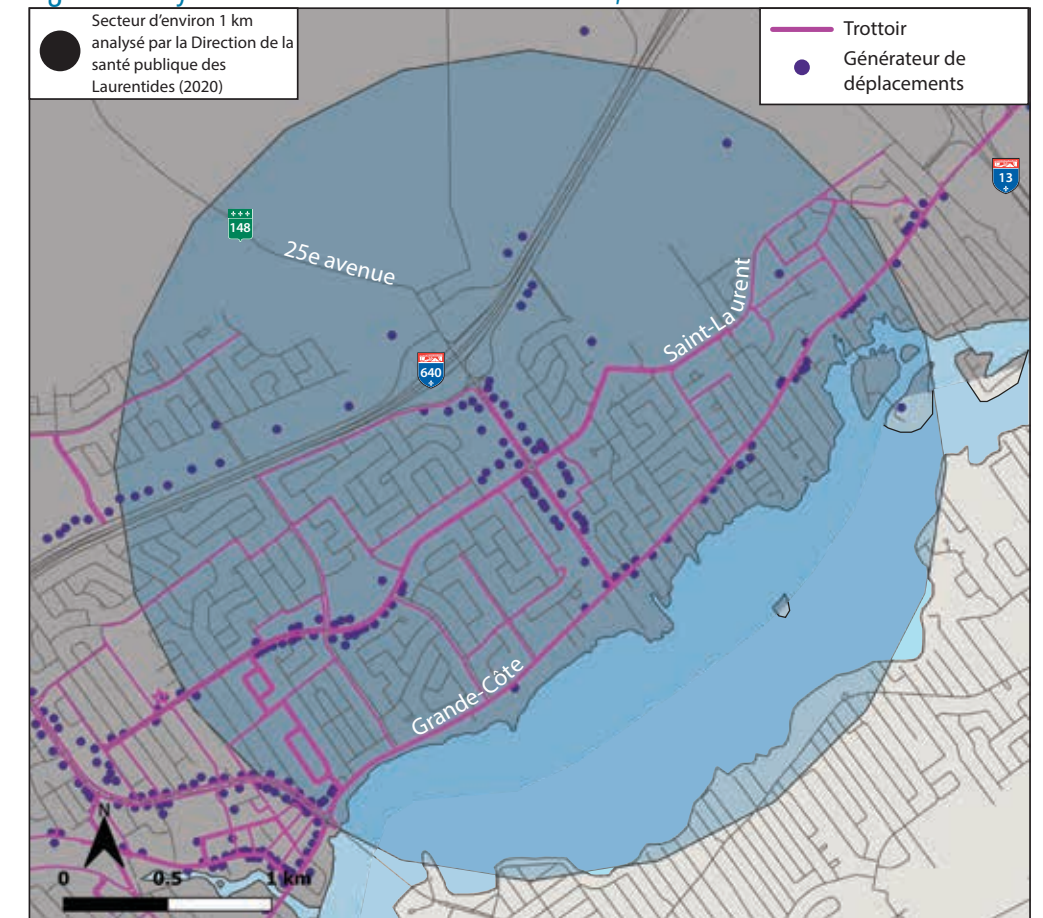 Secteur d'environ 1 km
analysé par la Direction de la
santé publique des
Laurentides (2020)
Trottoir
Générateur de
déplacements
13
148
25e avenue
Saint-Laurent
640
Grande-Côte
N
0 0.5 1 km